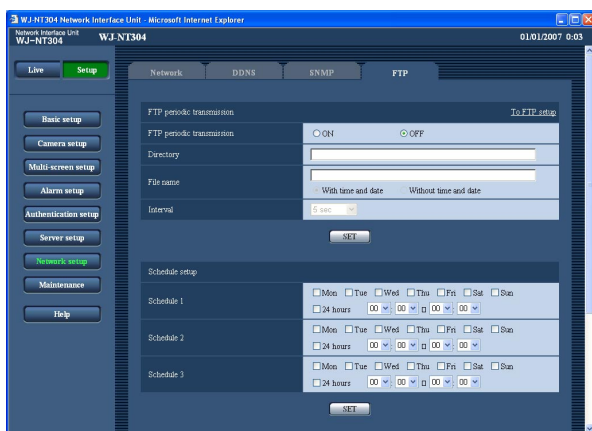 WJ-NT304 Network Interface Unit - Microsoft Internet Explorer
Network Interface Unit
WJ-NT304
WJ-NT304
01/01/2007 0:03
Live
Setup
Network
DDNS
SNMP
FTP
Basic setup
Camera setup
Multi-screen setup
Alarm setup
Authentication setup
Server setup
Network setup
Maintenance
Help
FTP periodic transmission
To FTP setup
FTP periodic transmission
ON
OFF
Directory
File name
With time and date
Without time and date
Interval
5 sec
SET
Schedule setup
Schedule 1
Mon Tue Wed Thu Fri Sat Sun
24 hours 00 : 00 □ 00 : 00
Schedule 2
Mon Tue Wed Thu Fri Sat Sun
24 hours 00 : 00 □ 00 : 00
Schedule 3
Mon Tue Wed Thu Fri Sat Sun
24 hours 00 : 00 □ 00 : 00
SET